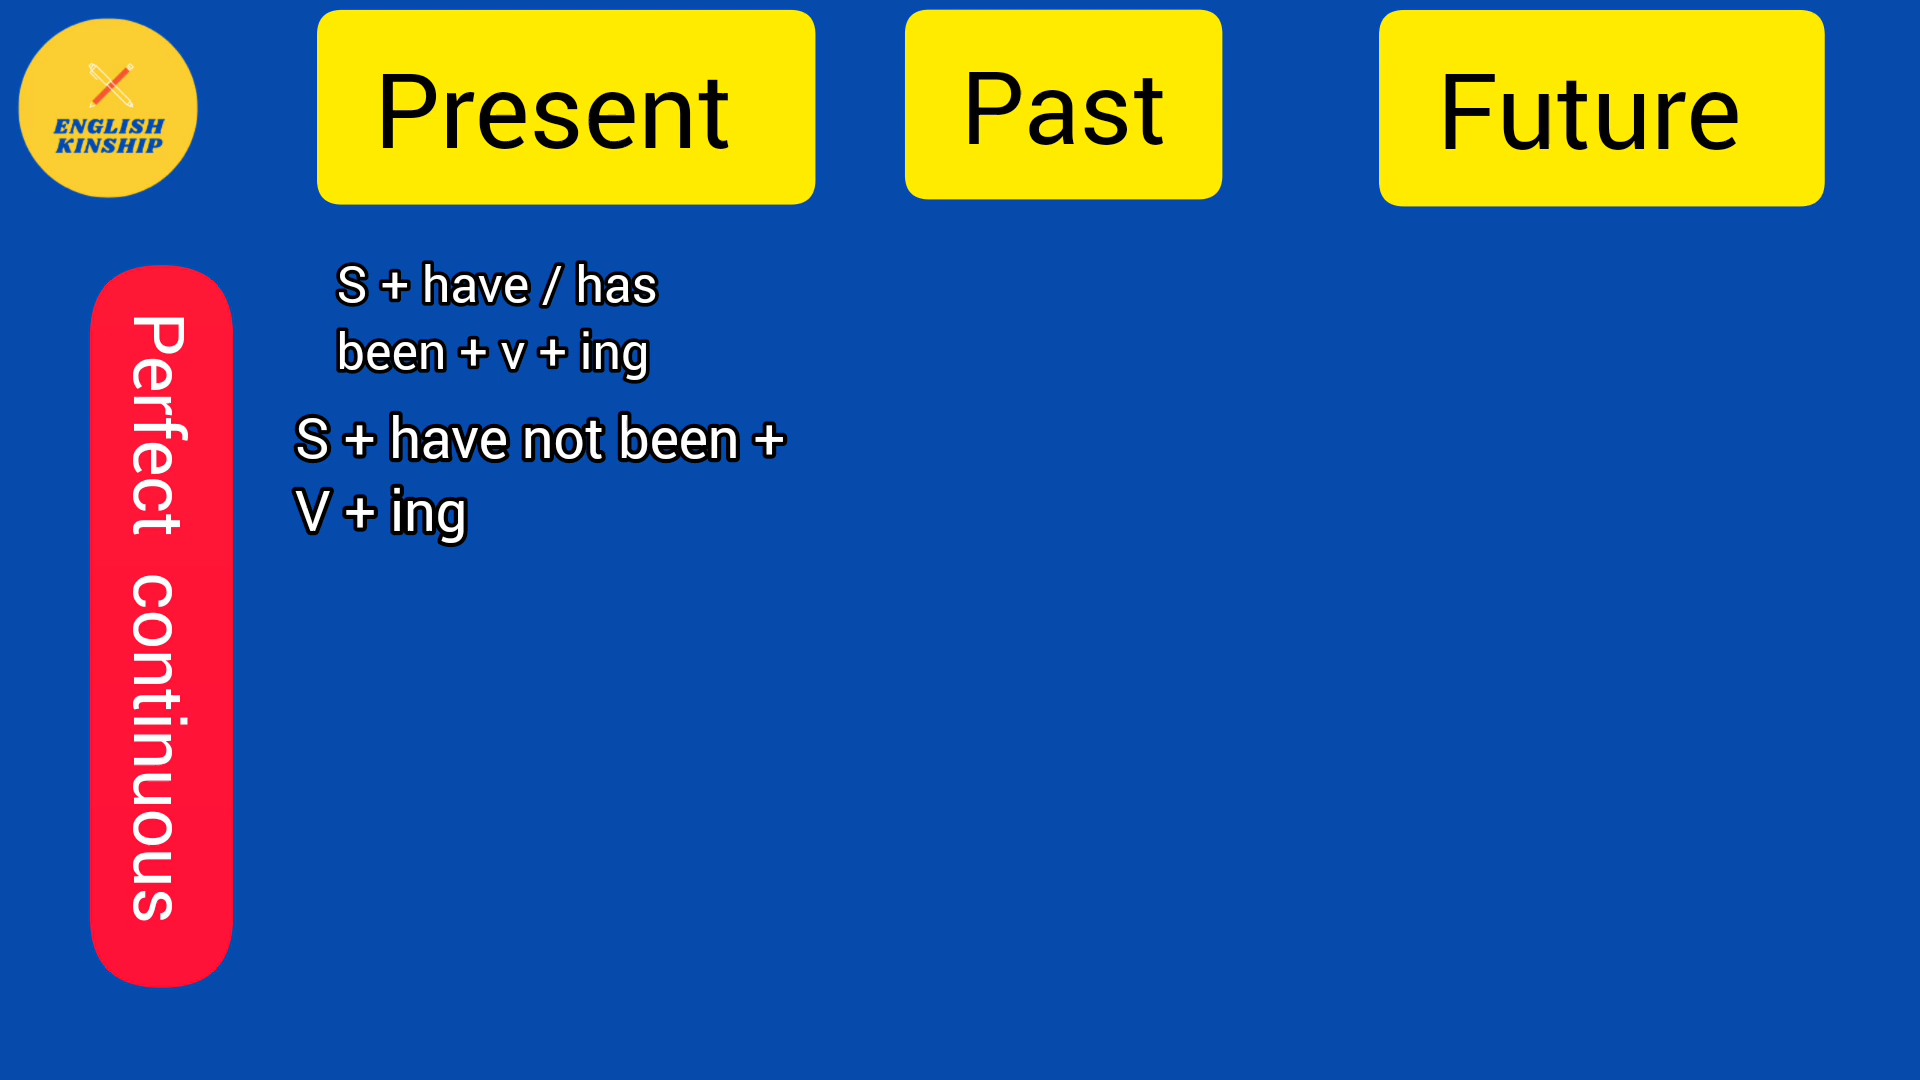 ENGLISH
KINSHIP
Present
Past
Future
Perfect continuous
S + have / has
been + v + ing
S + have not been +
V + ing